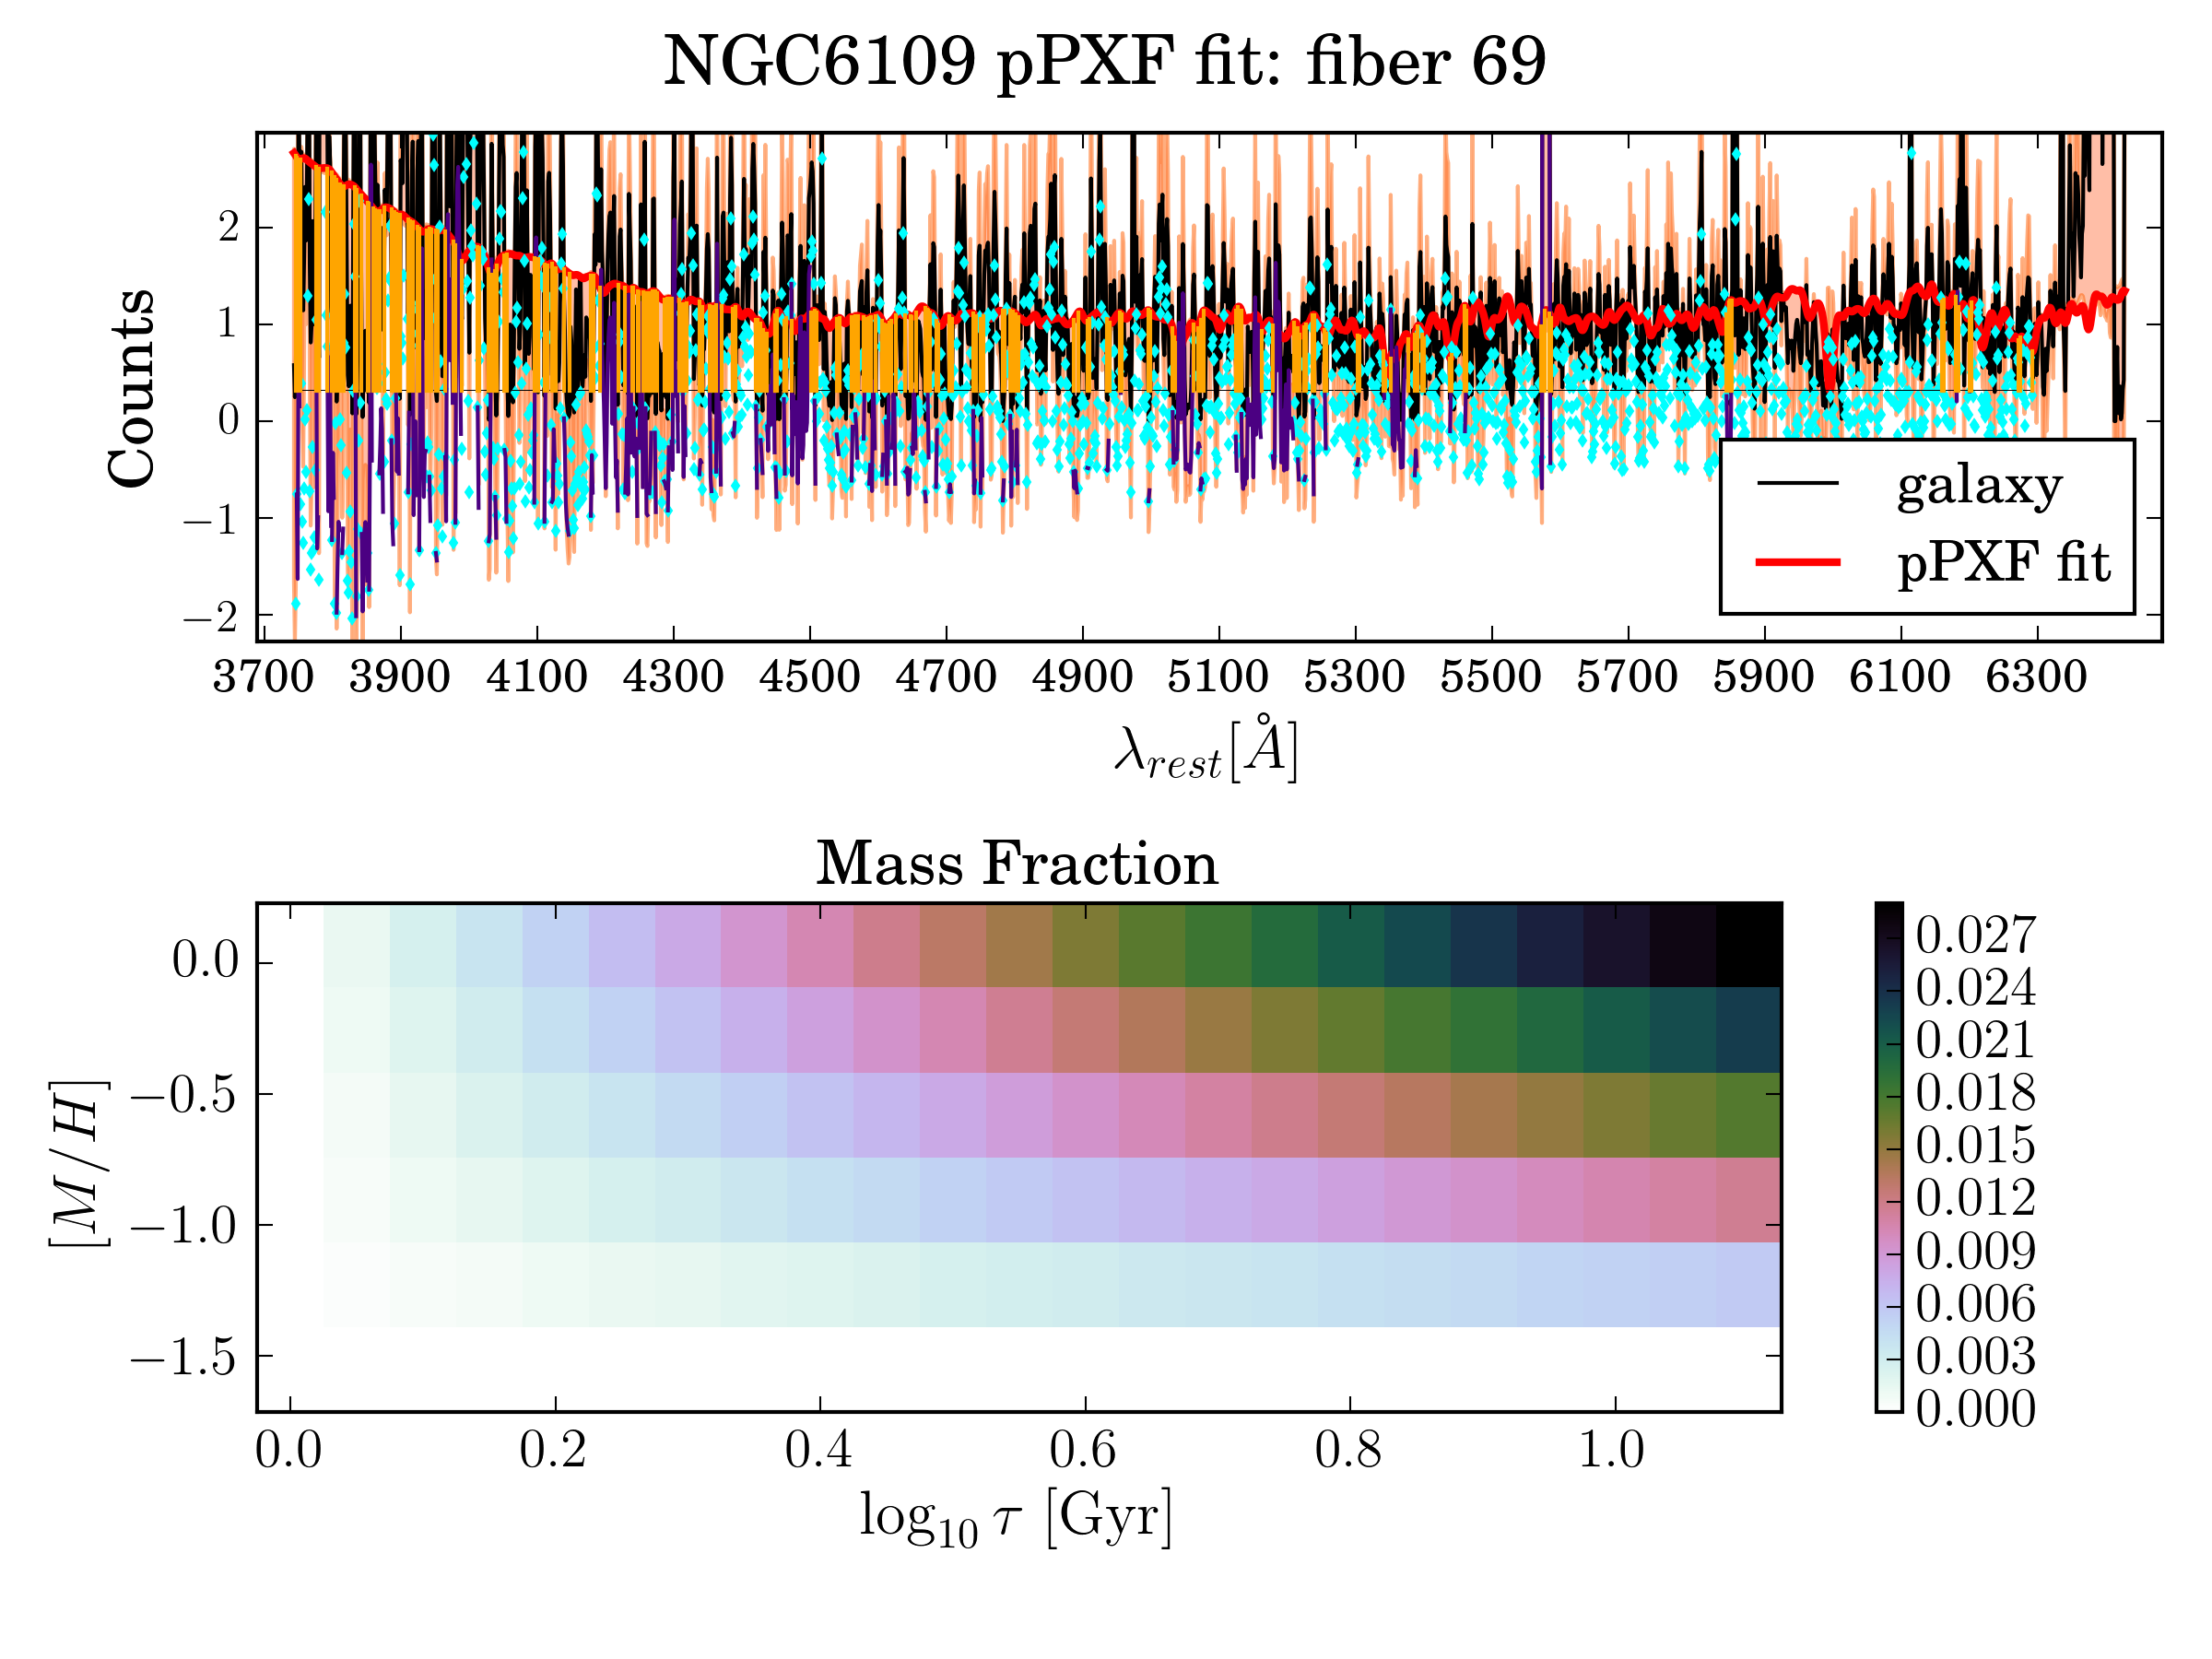 NGC6109 pPXF fit: fiber 69
Counts
2
1
0
−1
−2
galaxy
pPXF fit
3700 3900 4100 4300 4500 4700 4900 5100 5300 5500 5700 5900 6100 6300
λ_rest[Å]
Mass Fraction
[M/H]
0.0
−0.5
−1.0
−1.5
0.027
0.024
0.021
0.018
0.015
0.012
0.009
0.006
0.003
0.000
0.0 0.2 0.4 0.6 0.8 1.0
log₁₀ τ [Gyr]